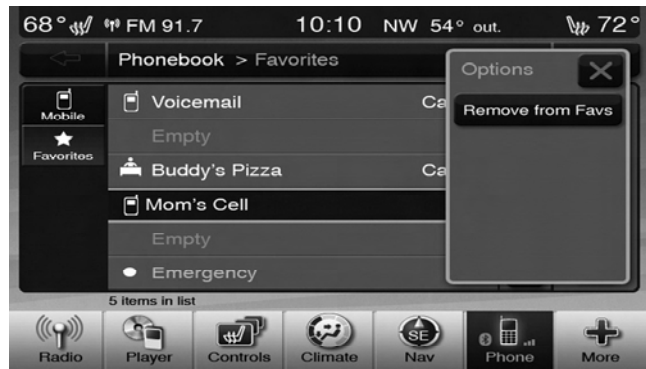 68° FM 91.7 10:10 NW 54° out. 72°
Phonebook > Favorites
Options
Mobile
Favorites
Voicemail Ca
Empty
Buddy's Pizza Ca
Mom's Cell
Empty
Emergency
Remove from Favs
5 items in list
Radio Player Controls Climate SE Nav Phone More